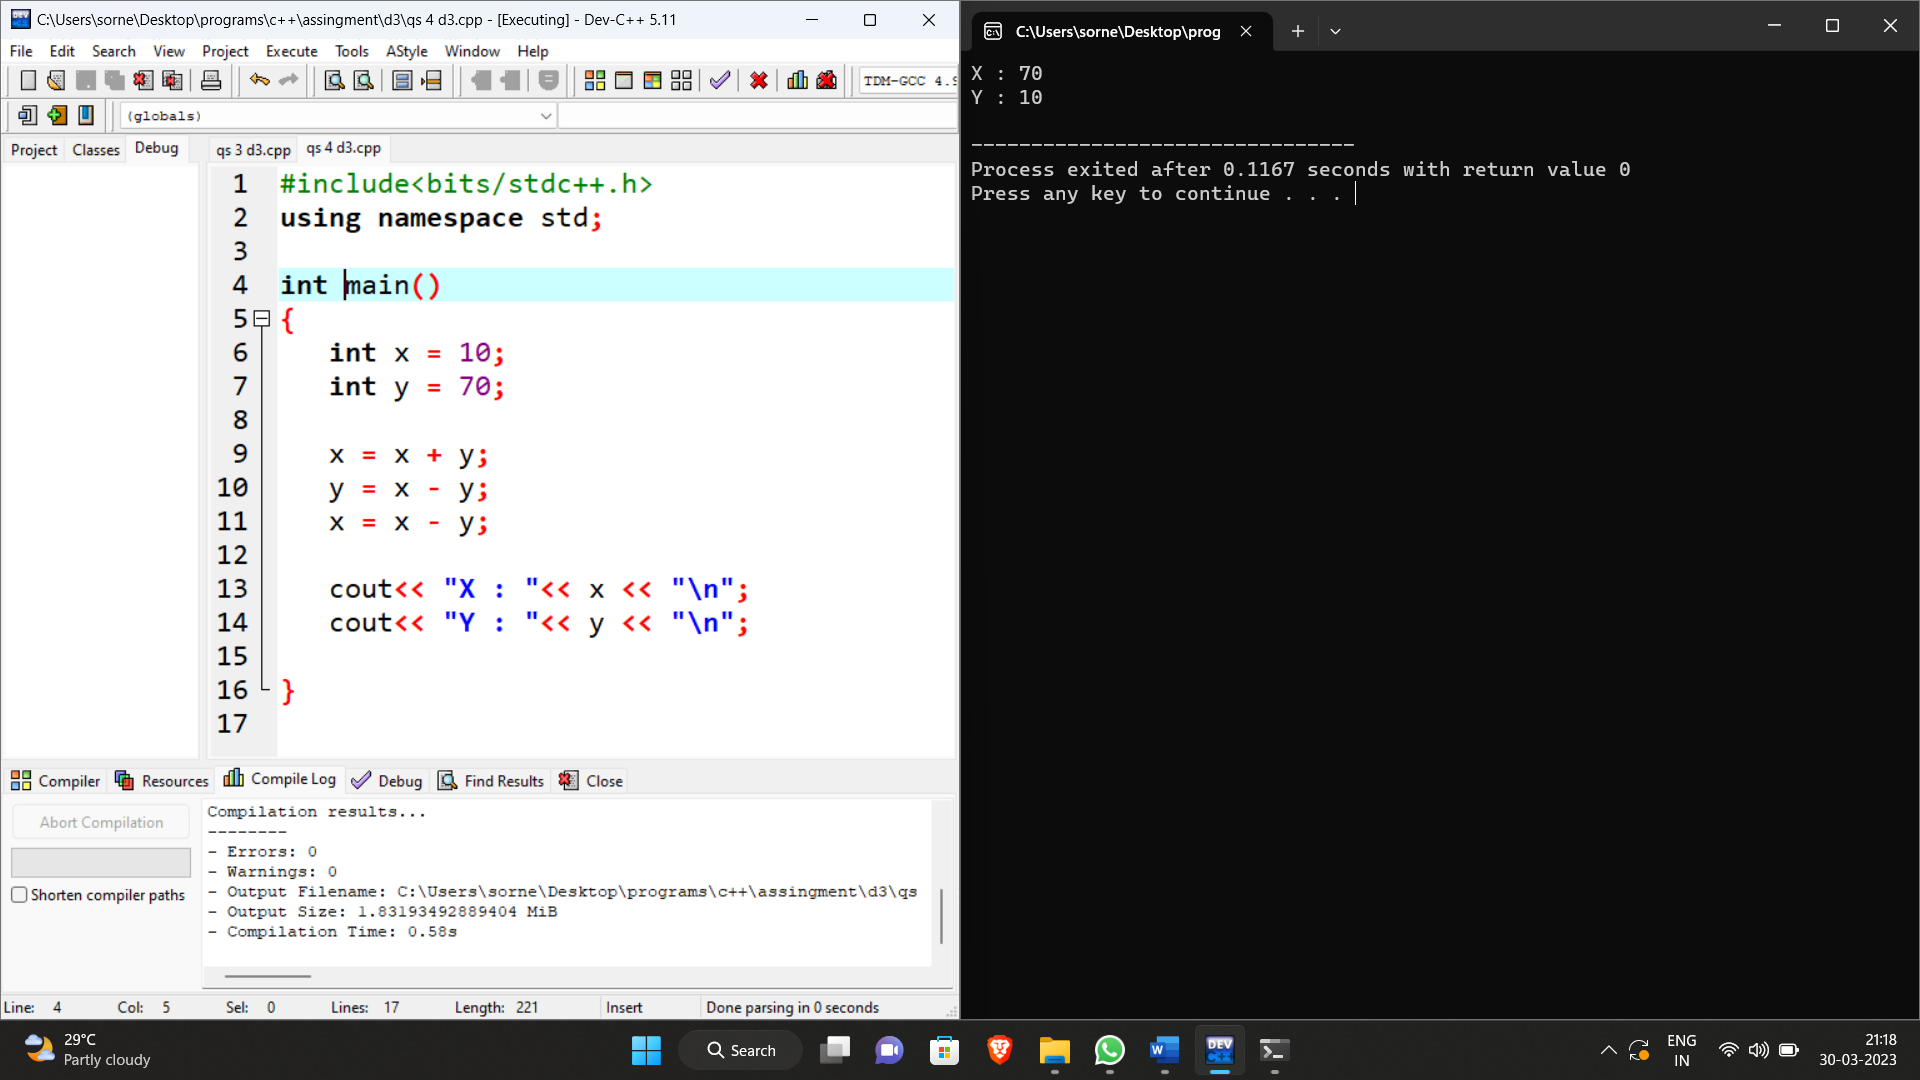 C:\Users\sorne\Desktop\programs\c++\assingment\d3\qs 4 d3.cpp - [Executing] - Dev-C++ 5.11
File Edit Search View Project Execute Tools AStyle Window Help
TDM-GCC 4.9
(globals)
Project Classes Debug
qs 3 d3.cpp qs 4 d3.cpp
1 #include<bits/stdc++.h>
2 using namespace std;
3
4 int main()
5 {
6 int x = 10;
7 int y = 70;
8
9 x = x + y;
10 y = x - y;
11 x = x - y;
12
13 cout<< "X : "<< x << "\n";
14 cout<< "Y : "<< y << "\n";
15
16 }
17
Compiler Resources Compile Log Debug Find Results Close
Abort Compilation
Shorten compiler paths
Compilation results...
--------
- Errors: 0
- Warnings: 0
- Output Filename: C:\Users\sorne\Desktop\programs\c++\assingment\d3\qs
- Output Size: 1.83193492889404 MiB
- Compilation Time: 0.58s
Line: 4 Col: 5 Sel: 0 Lines: 17 Length: 221 Insert Done parsing in 0 seconds
C:\Users\sorne\Desktop\prog
X : 70
Y : 10
--------------------------------
Process exited after 0.1167 seconds with return value 0
Press any key to continue . . .
29°C
Partly cloudy
Search
DEV
C++
ENG
IN
21:18
30-03-2023